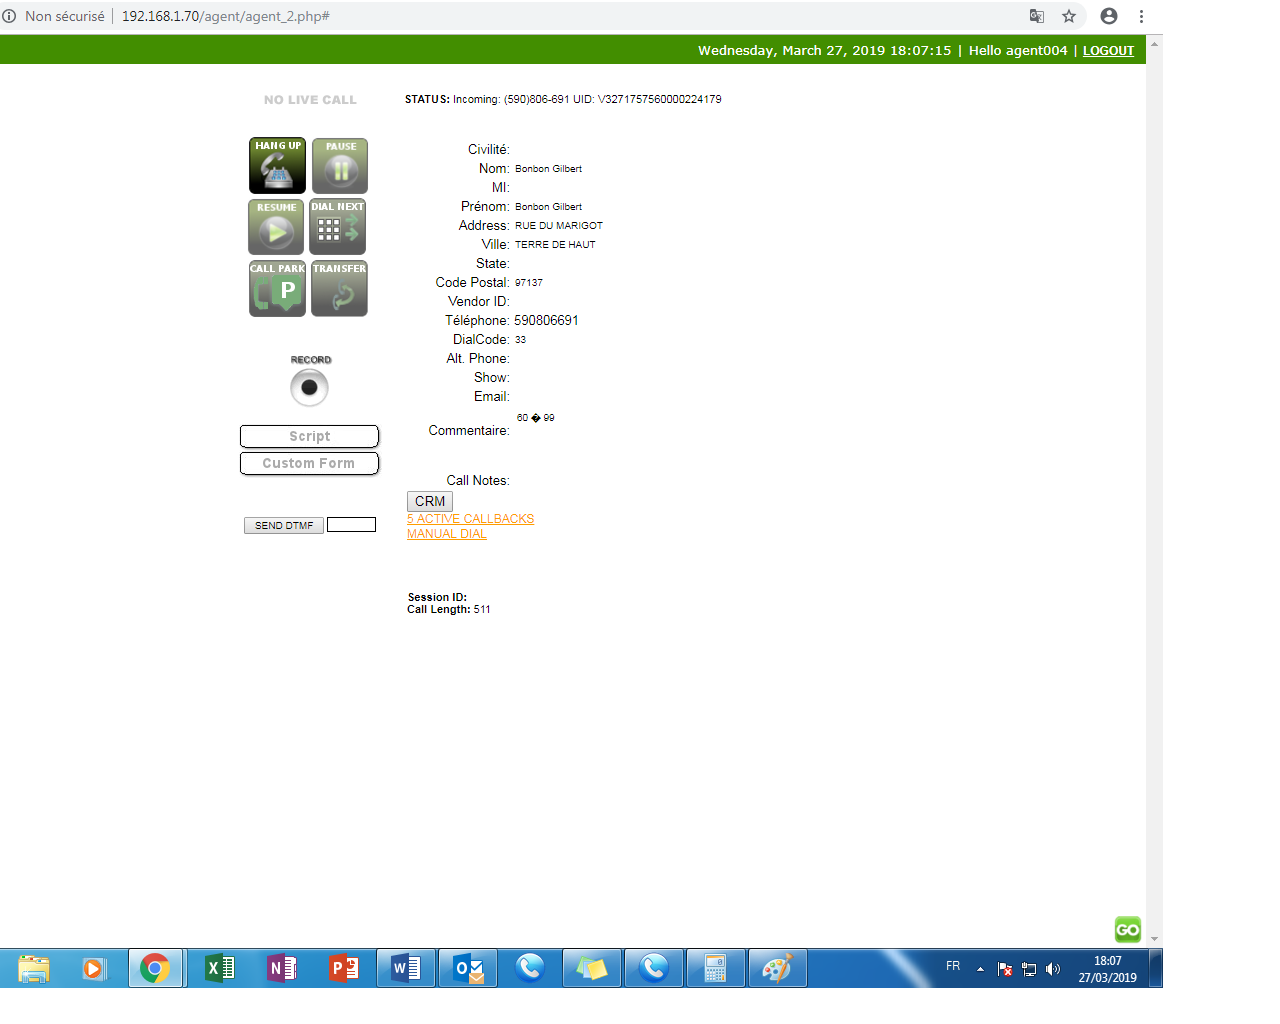 Non sécurisé 192.168.1.70/agent/agent_2.php#
Wednesday, March 27, 2019 18:07:15 | Hello agent004 | LOGOUT
NO LIVE CALL
STATUS: Incoming: (590)806-691 UID: V3271757560000224179
HANG UP
PAUSE
RESUME
DIAL NEXT
CALL PARK
P
TRANSFER
RECORD
Script
Custom Form
SEND DTMF
Civilité:
Nom: Bonbon Gilbert
MI:
Prénom: Bonbon Gilbert
Address: RUE DU MARIGOT
Ville: TERRE DE HAUT
State:
Code Postal: 97137
Vendor ID:
Téléphone: 590806691
DialCode: 33
Alt. Phone:
Show:
Email:
60 � 99
Commentaire:
Call Notes:
CRM
5 ACTIVE CALLBACKS
MANUAL DIAL
Session ID:
Call Length: 511
GO
FR
18:07
27/03/2019